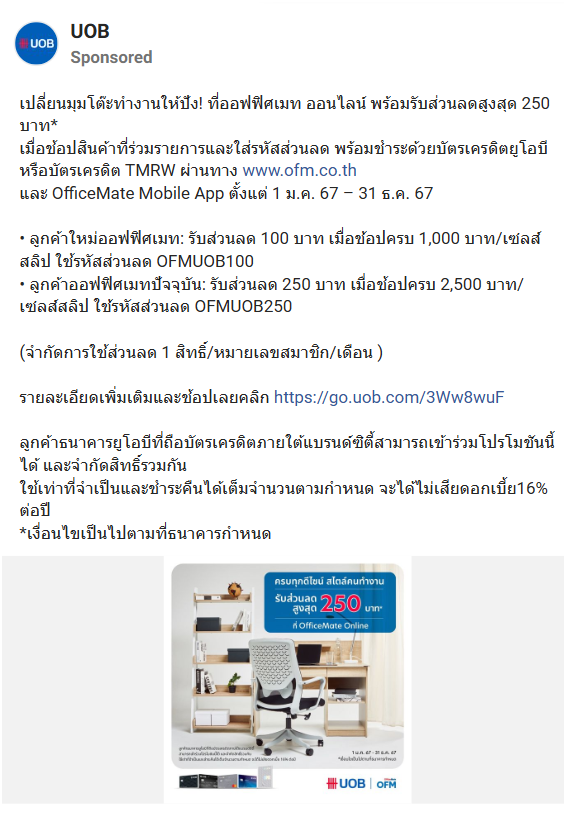 UOB
UOB
Sponsored
เปลี่ยนมุมโต๊ะทำงานให้ปัง! ที่ออฟฟิศเมท ออนไลน์ พร้อมรับส่วนลดสูงสุด 250
บาท*
เมื่อช้อปสินค้าที่ร่วมรายการและใส่รหัสส่วนลด พร้อมชำระด้วยบัตรเครดิตยูโอบี
หรือบัตรเครดิต TMRW ผ่านทาง www.ofm.co.th
และ OfficeMate Mobile App ตั้งแต่ 1 ม.ค. 67 – 31 ธ.ค. 67
• ลูกค้าใหม่ออฟฟิศเมท: รับส่วนลด 100 บาท เมื่อช้อปครบ 1,000 บาท/เซลส์
สลิป ใช้รหัสส่วนลด OFMUOB100
• ลูกค้าออฟฟิศเมทปัจจุบัน: รับส่วนลด 250 บาท เมื่อช้อปครบ 2,500 บาท/
เซลส์สลิป ใช้รหัสส่วนลด OFMUOB250
(จำกัดการใช้ส่วนลด 1 สิทธิ์/หมายเลขสมาชิก/เดือน )
รายละเอียดเพิ่มเติมและช้อปเลยคลิก https://go.uob.com/3Ww8wuF
ลูกค้าธนาคารยูโอบีที่ถือบัตรเครดิตภายใต้แบรนด์ซิตี้สามารถเข้าร่วมโปรโมชันนี้
ได้ และจำกัดสิทธิ์รวมกัน
ใช้เท่าที่จำเป็นและชำระคืนได้เต็มจำนวนตามกำหนด จะได้ไม่เสียดอกเบี้ย16%
ต่อปี
*เงื่อนไขเป็นไปตามที่ธนาคารกำหนด
ครบทุกดีไซน์ สไตล์คนทำงาน
รับส่วนลด
สูงสุด 250 บาท*
ที่ OfficeMate Online
1 ม.ค. 67 - 31 ธ.ค. 67
UOB
OFM